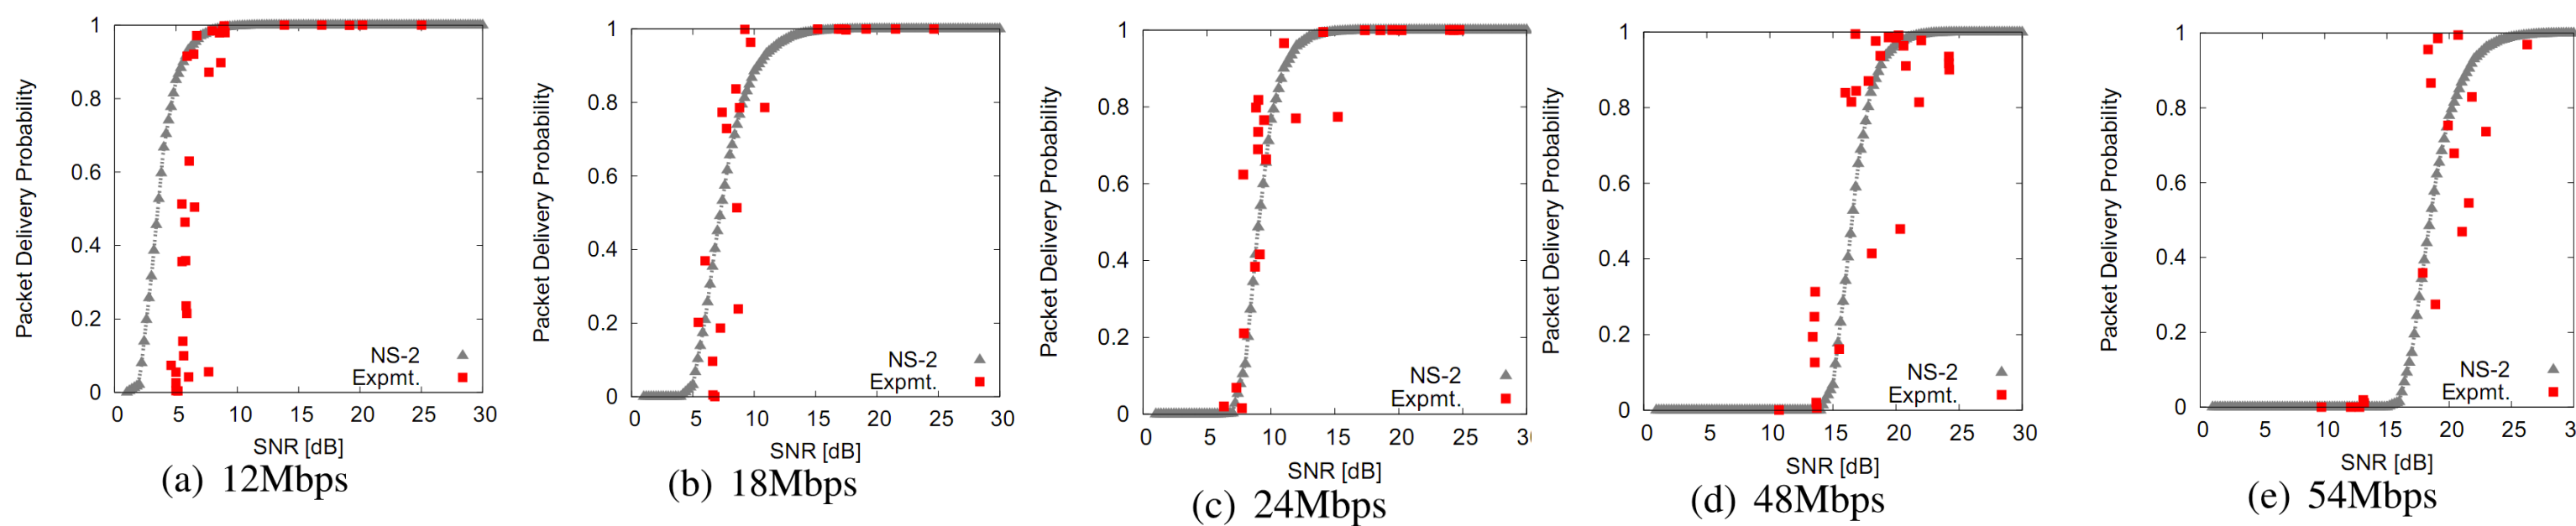 Packet Delivery Probability
1
0.8
0.6
0.4
0.2
0
0 5 10 15 20 25 30
SNR [dB]
NS-2
Expmt.
(a) 12Mbps
Packet Delivery Probability
1
0.8
0.6
0.4
0.2
0
0 5 10 15 20 25 30
SNR [dB]
NS-2
Expmt.
(b) 18Mbps
Packet Delivery Probability
1
0.8
0.6
0.4
0.2
0
0 5 10 15 20 25 3
SNR [dB]
NS-2
Expmt.
(c) 24Mbps
Packet Delivery Probability
1
0.8
0.6
0.4
0.2
0
0 5 10 15 20 25 30
SNR [dB]
NS-2
Expmt.
(d) 48Mbps
Packet Delivery Probability
1
0.8
0.6
0.4
0.2
0
0 5 10 15 20 25 3
SNR [dB]
NS-2
Expmt.
(e) 54Mbps